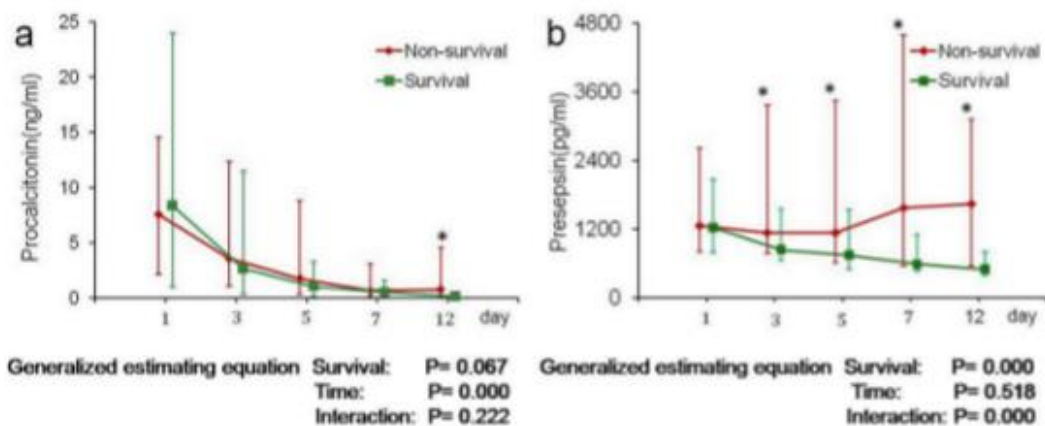 a
Procalcitonin(ng/ml)
25
20
15
10
5
0
Non-survival
Survival
*
1 3 5 7 12 day
Generalized estimating equation Survival: P= 0.067
Time: P= 0.000
Interaction: P= 0.222
b
Presepsin(pg/ml)
4800
3600
2400
1200
0
Non-survival
Survival
* * * *
1 3 5 7 12 day
Generalized estimating equation Survival: P= 0.000
Time: P= 0.518
Interaction: P= 0.000